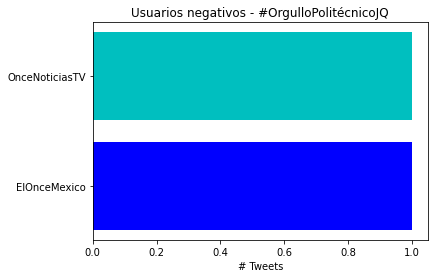 Usuarios negativos - #OrgulloPolitécnicoJQ
OnceNoticiasTV
ElOnceMexico
0.0 0.2 0.4 0.6 0.8 1.0
# Tweets